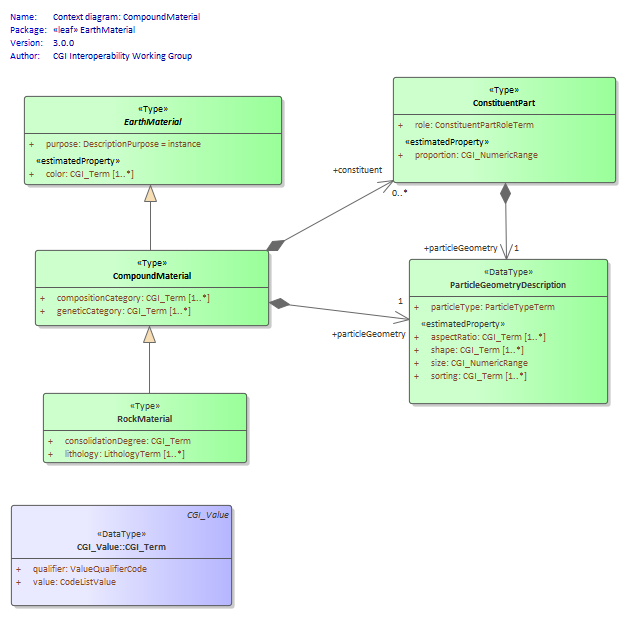 Name: Context diagram: CompoundMaterial
Package: «leaf» EarthMaterial
Version: 3.0.0
Author: CGI Interoperability Working Group
«Type»
EarthMaterial
+ purpose: DescriptionPurpose = instance
«estimatedProperty»
+ color: CGI_Term [1..*]
«Type»
ConstituentPart
+ role: ConstituentPartRoleTerm
«estimatedProperty»
+ proportion: CGI_NumericRange
+constituent
0..*
+particleGeometry
1
«Type»
CompoundMaterial
+ compositionCategory: CGI_Term [1..*]
+ geneticCategory: CGI_Term [1..*]
1
+particleGeometry
«DataType»
ParticleGeometryDescription
+ particleType: ParticleTypeTerm
«estimatedProperty»
+ aspectRatio: CGI_Term [1..*]
+ shape: CGI_Term [1..*]
+ size: CGI_NumericRange
+ sorting: CGI_Term [1..*]
«Type»
RockMaterial
+ consolidationDegree: CGI_Term
+ lithology: LithologyTerm [1..*]
CGI_Value
«DataType»
CGI_Value::CGI_Term
+ qualifier: ValueQualifierCode
+ value: CodeListValue